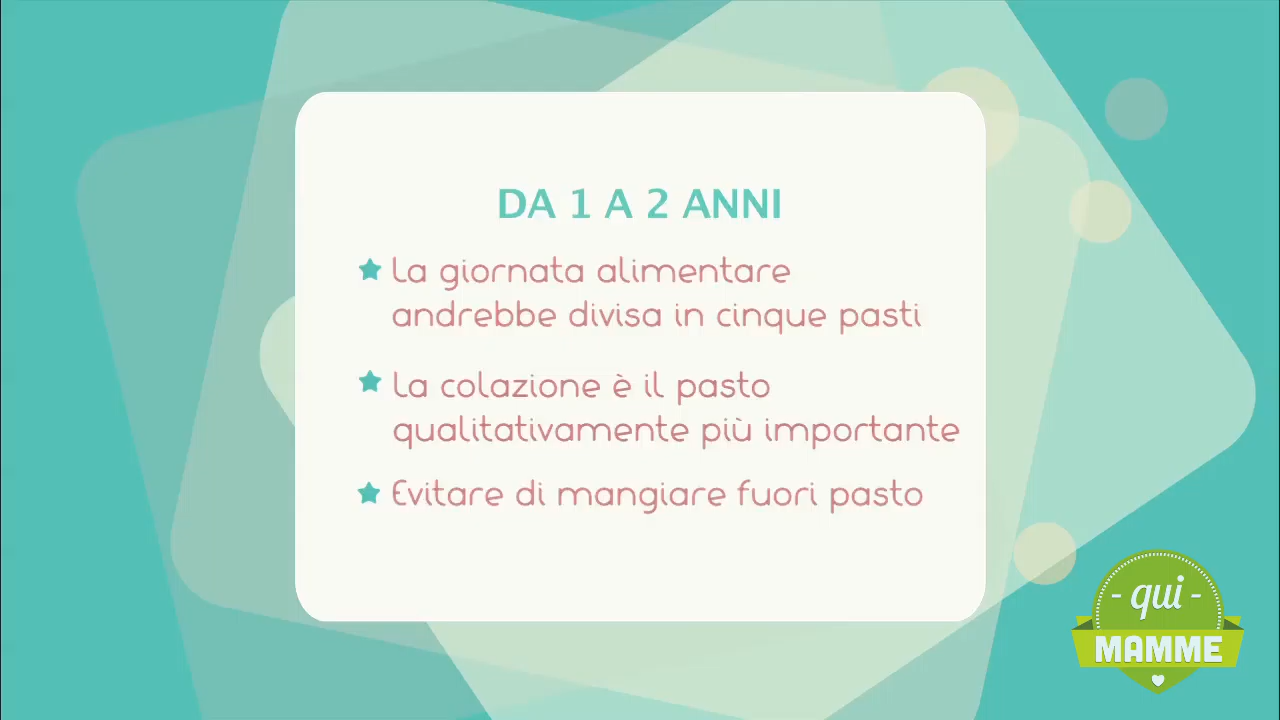 DA 1 A 2 ANNI
La giornata alimentare
andrebbe divisa in cinque pasti
La colazione è il pasto
qualitativamente più importante
Evitare di mangiare fuori pasto
- qui -
MAMME